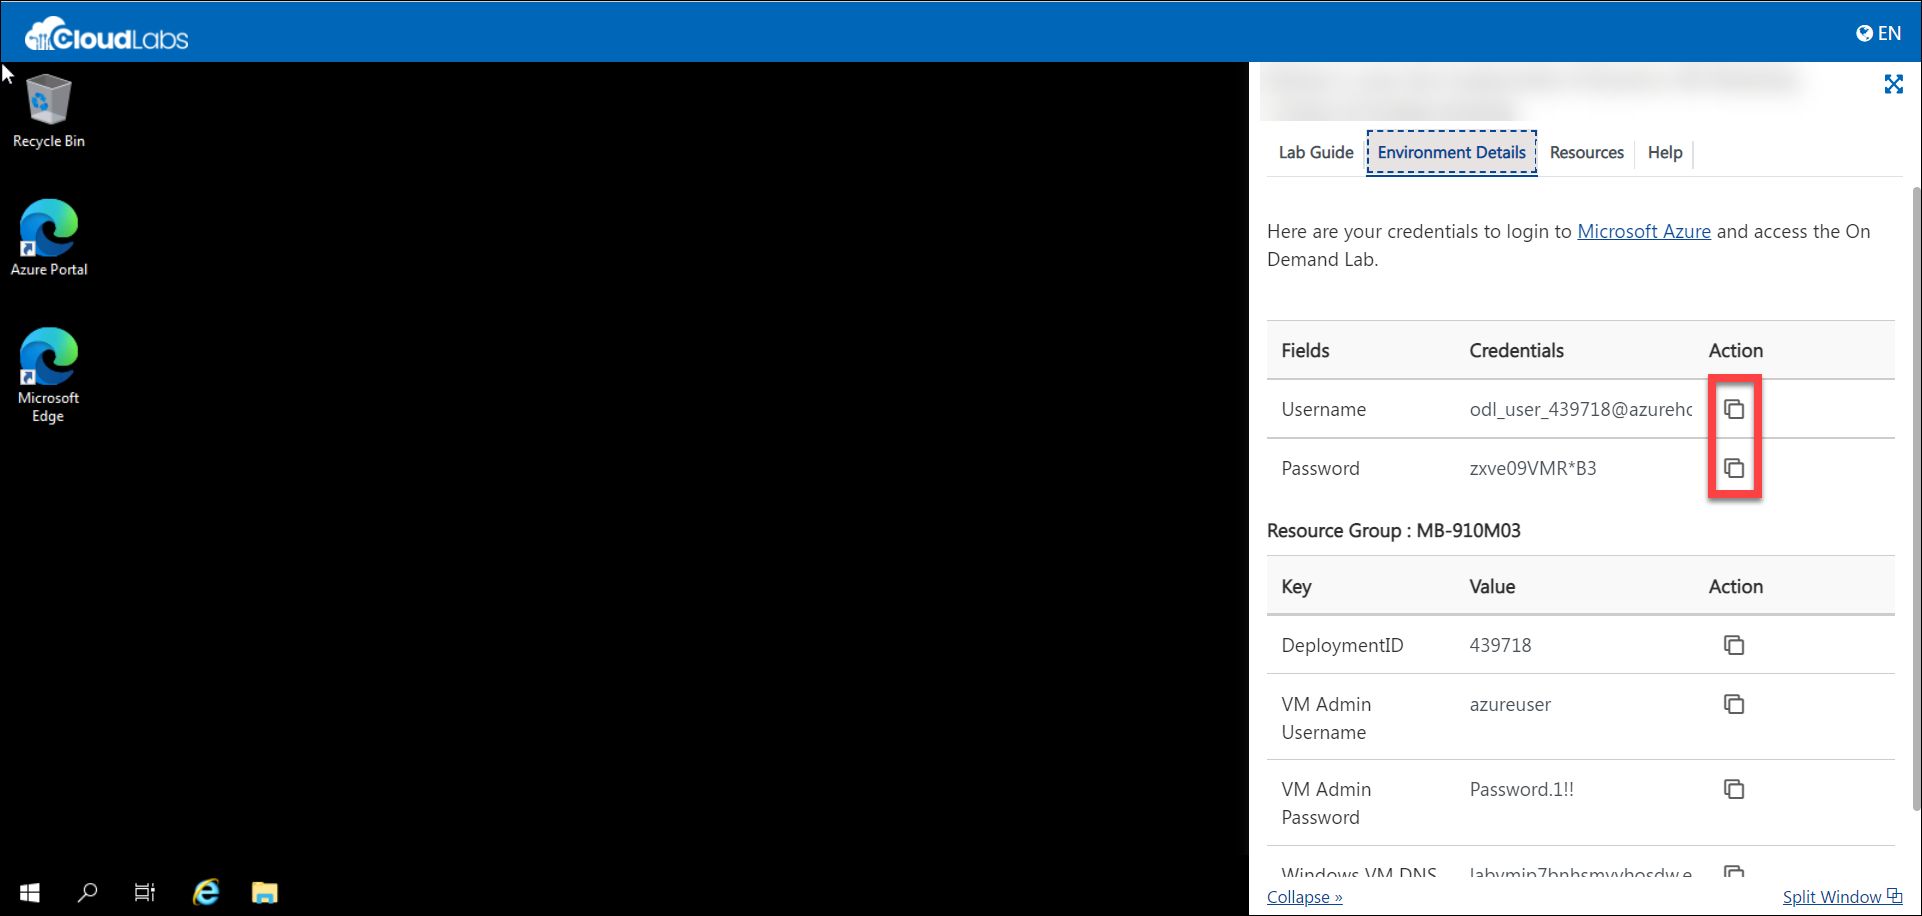 CloudLabs
EN
Recycle Bin
Azure Portal
Microsoft
Edge
Lab Guide
Environment Details
Resources
Help
Here are your credentials to login to Microsoft Azure and access the On
Demand Lab.
Fields Credentials Action
Username odl_user_439718@azurehc
Password zxve09VMR*B3
Resource Group : MB-910M03
Key Value Action
DeploymentID 439718
VM Admin azureuser
Username
VM Admin Password.1!!
Password
Windows VM DNS
Collapse »
Split Window